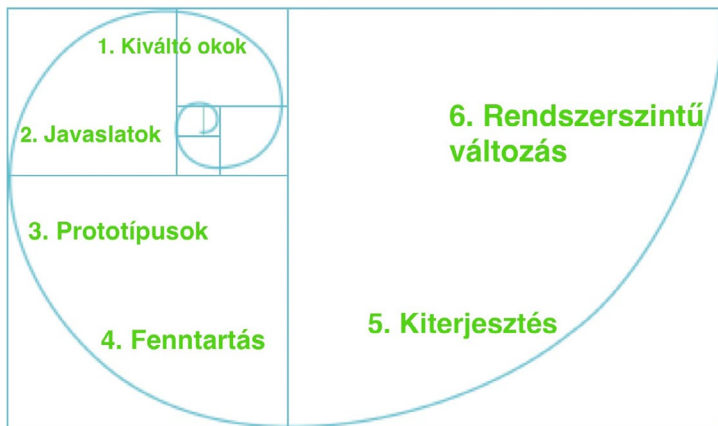 1. Kiváltó okok
2. Javaslatok
3. Prototípusok
4. Fenntartás
5. Kiterjesztés
6. Rendszerszintű
változás